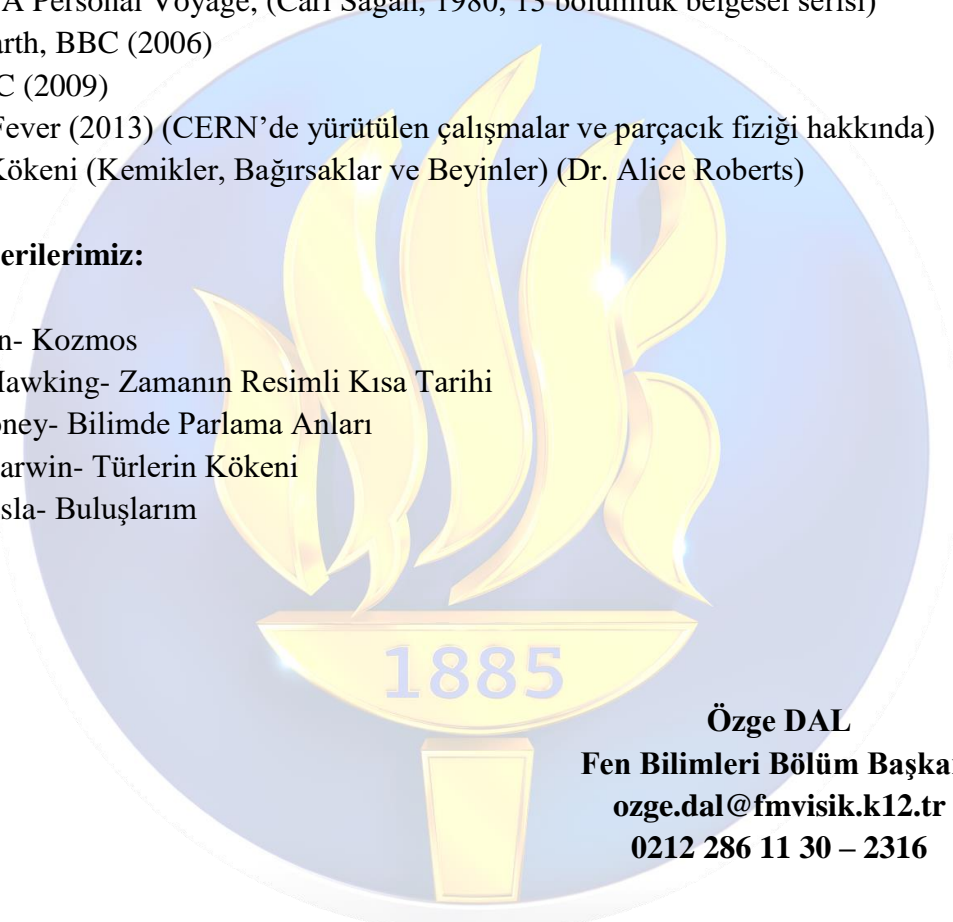 A Personal Voyage, (Carl Sagan, 1980, 13 bölümlük belgesel serisi)
arth, BBC (2006)
C (2009)
Fever (2013) (CERN’de yürütülen çalışmalar ve parçacık fiziği hakkında)
Kökeni (Kemikler, Bağırsaklar ve Beyinler) (Dr. Alice Roberts)
erilerimiz:
n- Kozmos
Hawking- Zamanın Resimli Kısa Tarihi
oney- Bilimde Parlama Anları
arwin- Türlerin Kökeni
sla- Buluşlarım
1885
Özge DAL
Fen Bilimleri Bölüm Başka
ozge.dal@fmvisik.k12.tr
0212 286 11 30 – 2316